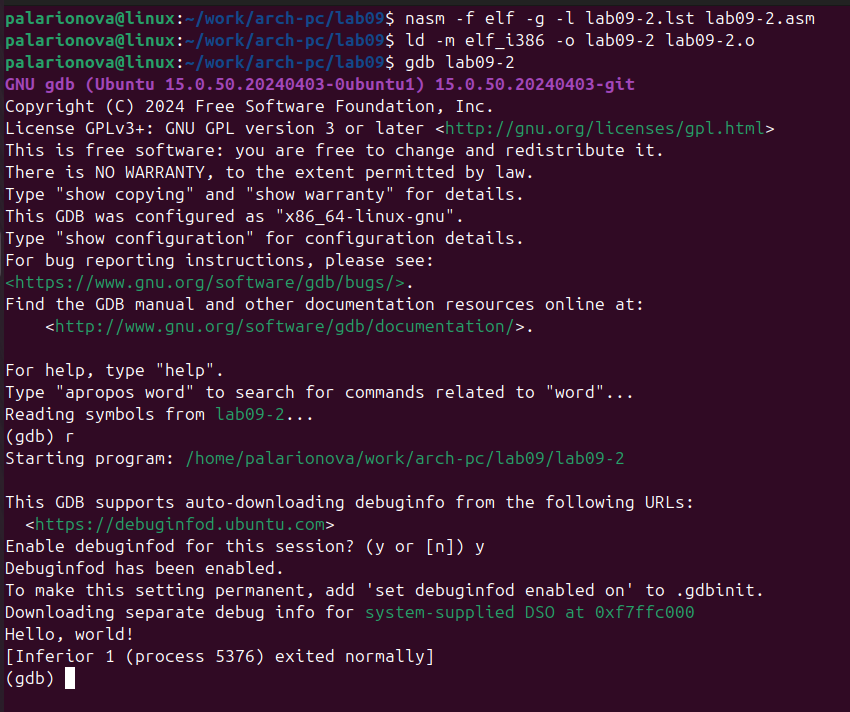 palarionova@linux:~/work/arch-pc/lab09$ nasm -f elf -g -l lab09-2.lst lab09-2.asm
palarionova@linux:~/work/arch-pc/lab09$ ld -m elf_i386 -o lab09-2 lab09-2.o
palarionova@linux:~/work/arch-pc/lab09$ gdb lab09-2
GNU gdb (Ubuntu 15.0.50.20240403-0ubuntu1) 15.0.50.20240403-git
Copyright (C) 2024 Free Software Foundation, Inc.
License GPLv3+: GNU GPL version 3 or later <http://gnu.org/licenses/gpl.html>
This is free software: you are free to change and redistribute it.
There is NO WARRANTY, to the extent permitted by law.
Type "show copying" and "show warranty" for details.
This GDB was configured as "x86_64-linux-gnu".
Type "show configuration" for configuration details.
For bug reporting instructions, please see:
<https://www.gnu.org/software/gdb/bugs/>.
Find the GDB manual and other documentation resources online at:
    <http://www.gnu.org/software/gdb/documentation/>.

For help, type "help".
Type "apropos word" to search for commands related to "word"...
Reading symbols from lab09-2...
(gdb) r
Starting program: /home/palarionova/work/arch-pc/lab09/lab09-2

This GDB supports auto-downloading debuginfo from the following URLs:
  <https://debuginfod.ubuntu.com>
Enable debuginfod for this session? (y or [n]) y
Debuginfod has been enabled.
To make this setting permanent, add 'set debuginfod enabled on' to .gdbinit.
Downloading separate debug info for system-supplied DSO at 0xf7ffc000
Hello, world!
[Inferior 1 (process 5376) exited normally]
(gdb)